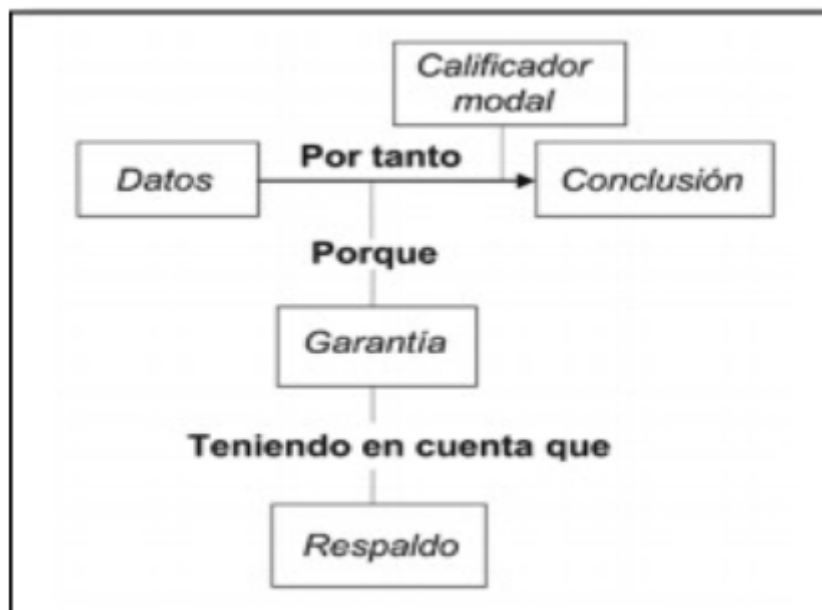 Calificador
modal
Por tanto
Datos
Conclusión
Porque
Garantía
Teniendo en cuenta que
Respaldo